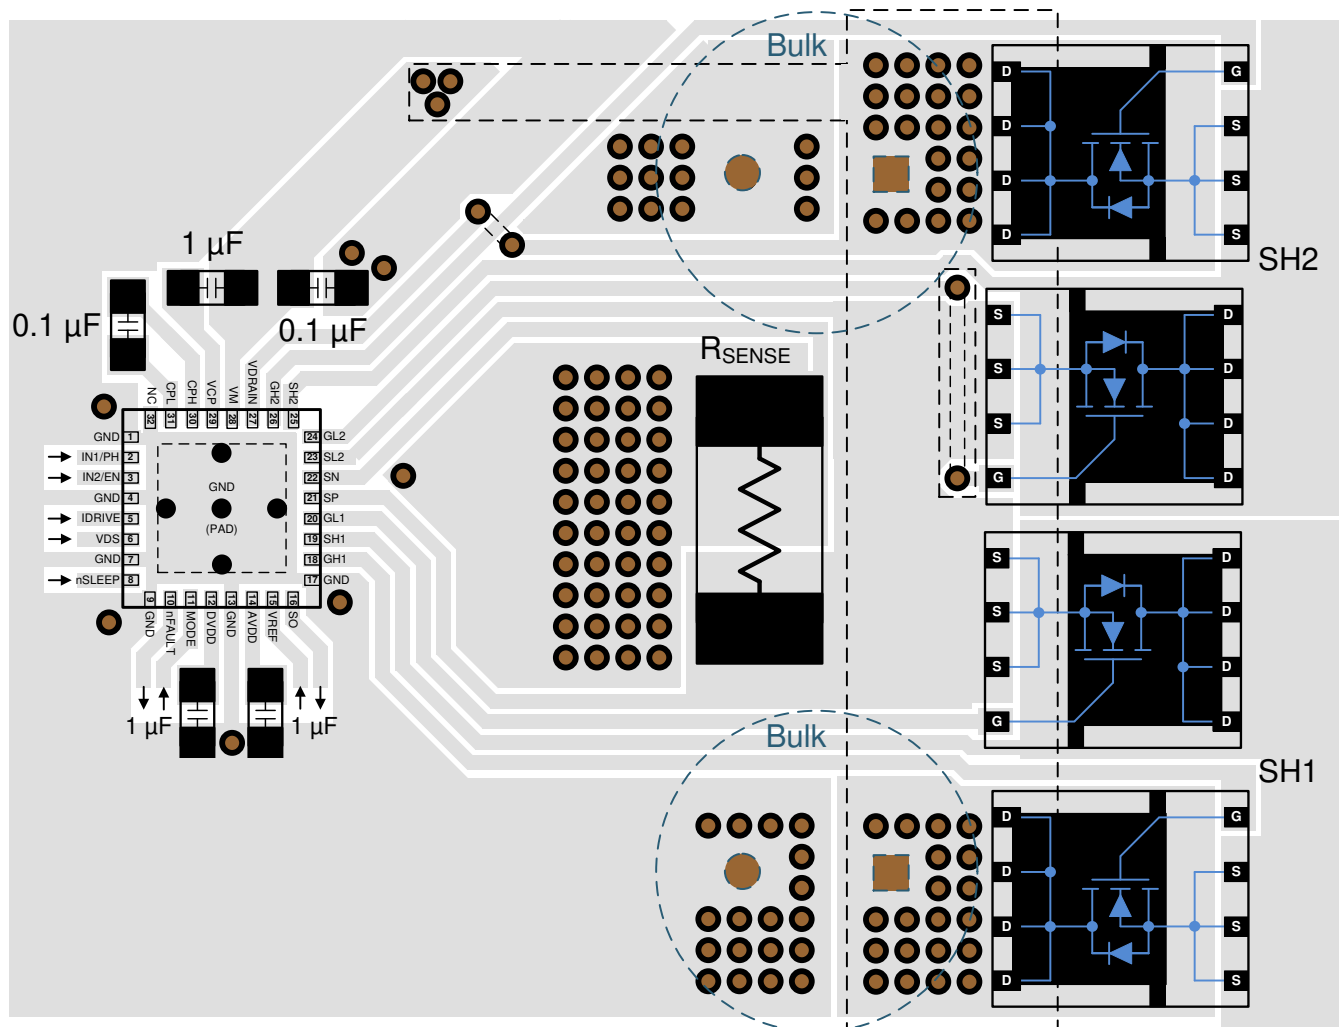 Bulk
D
D
D
D
G
S
S
S
SH2
1 µF
0.1 µF
0.1 µF
S
S
S
G
D
D
D
D
RSENSE
NC
CPL
CPH
VCP
VM
VDRAIN
GH2
SH2
32
31
30
29
28
27
26
25
GND 1
IN1/PH 2
IN2/EN 3
GND 4
IDRIVE 5
VDS 6
GND 7
nSLEEP 8
GND
(PAD)
24 GL2
23 SL2
22 SN
21 SP
20 GL1
19 SH1
18 GH1
17 GND
9
10
11
12
13
14
15
16
GND
nFAULT
MODE
DVDD
GND
AVDD
VREF
SO
1 µF
1 µF
S
S
S
G
D
D
D
D
Bulk
SH1
D
D
D
D
G
S
S
S